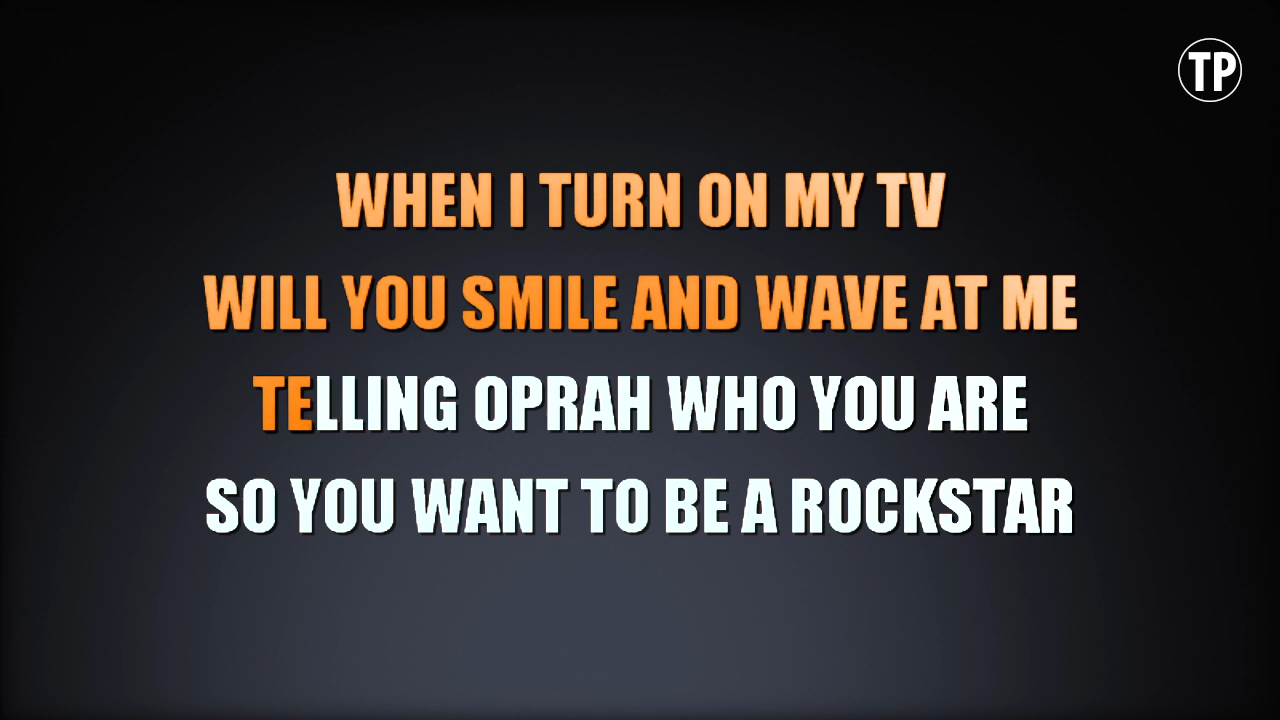 TP
WHEN I TURN ON MY TV
WILL YOU SMILE AND WAVE AT ME
TELLING OPRAH WHO YOU ARE
SO YOU WANT TO BE A ROCKSTAR